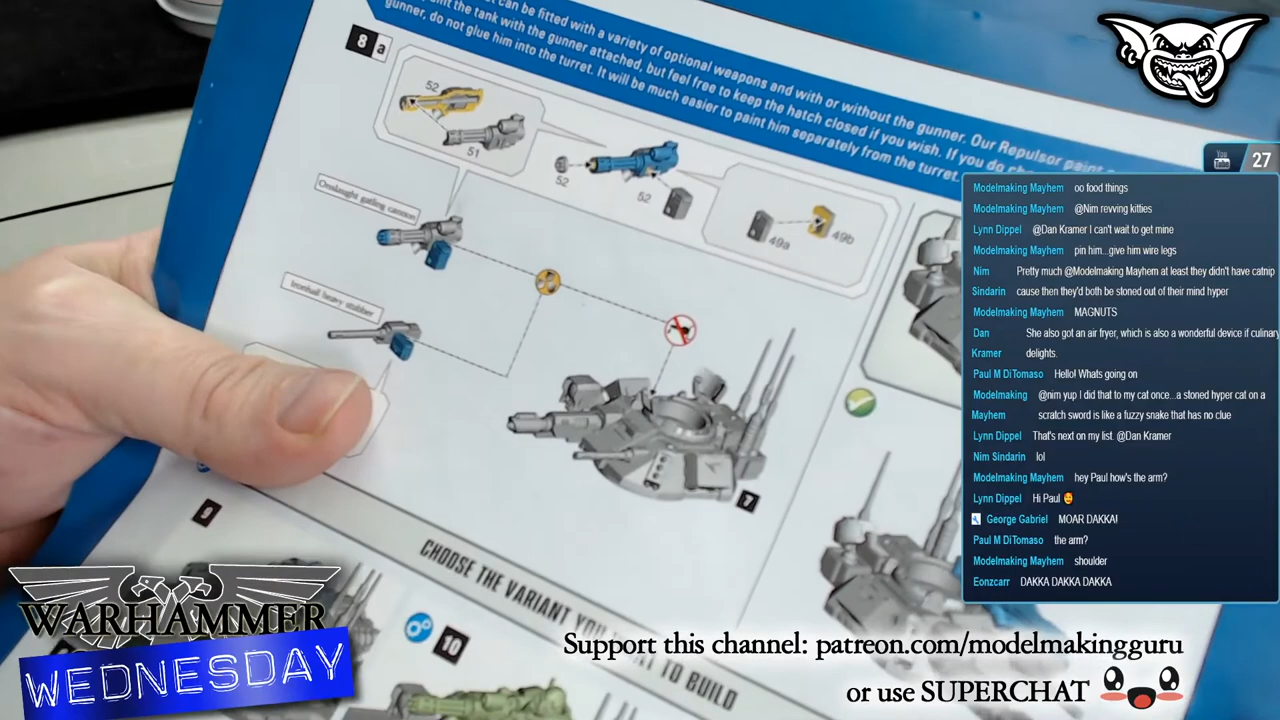 can be fitted with a variety of optional weapons and with or without the gunner. Our Repulsor paint
the tank with the gunner attached, but feel free to keep the hatch closed if you wish. If you do
gunner, do not glue him into the turret. It will be much easier to paint him separately from the turret.
8 a
52
51
52
52
49a
49b
Onslaught gatling cannon
Ironhail heavy stubber
7
9
CHOOSE THE VARIANT YOU
TO BUILD
10
WARHAMMER
WEDNESDAY
Support this channel: patreon.com/modelmakingguru
or use SUPERCHAT
You Tube 27
Modelmaking Mayhem oo food things
Modelmaking Mayhem @Nim revving kitties
Lynn Dippel @Dan Kramer I can't wait to get mine
Modelmaking Mayhem pin him...give him wire legs
Nim Pretty much @Modelmaking Mayhem at least they didn't have catnip
Sindarin cause then they'd both be stoned out of their mind hyper
Modelmaking Mayhem MAGNUTS
Dan She also got an air fryer, which is also a wonderful device if culinary
Kramer delights.
Paul M DiTomaso Hello! Whats going on
Modelmaking @nim yup I did that to my cat once...a stoned hyper cat on a
Mayhem scratch sword is like a fuzzy snake that has no clue
Lynn Dippel That's next on my list. @Dan Kramer
Nim Sindarin lol
Modelmaking Mayhem hey Paul how's the arm?
Lynn Dippel Hi Paul
George Gabriel MOAR DAKKA!
Paul M DiTomaso the arm?
Modelmaking Mayhem shoulder
Eonzcarr DAKKA DAKKA DAKKA